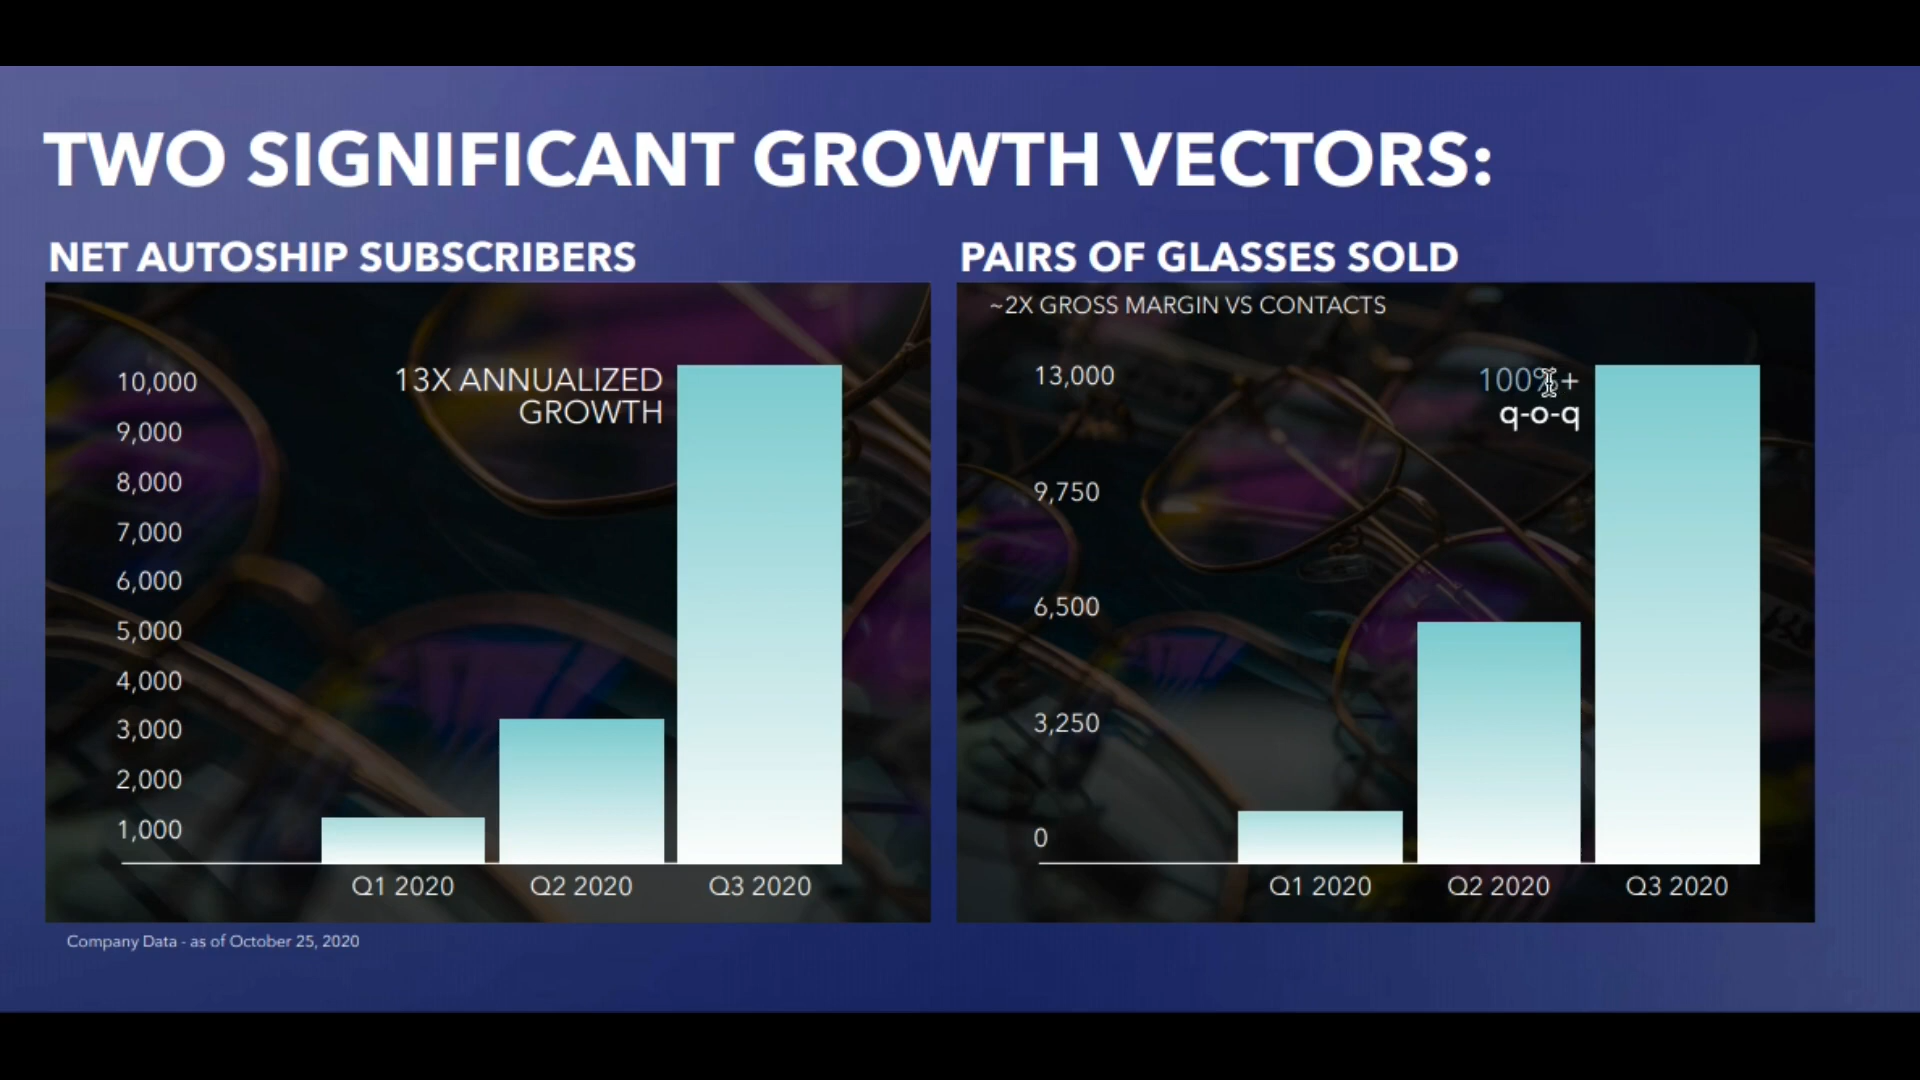 TWO SIGNIFICANT GROWTH VECTORS:
NET AUTOSHIP SUBSCRIBERS
13X ANNUALIZED
GROWTH
10,000
9,000
8,000
7,000
6,000
5,000
4,000
3,000
2,000
1,000
Q1 2020 Q2 2020 Q3 2020
Company Data - as of October 25, 2020
PAIRS OF GLASSES SOLD
~2X GROSS MARGIN VS CONTACTS
100%+
q-o-q
13,000
9,750
6,500
3,250
0
Q1 2020 Q2 2020 Q3 2020